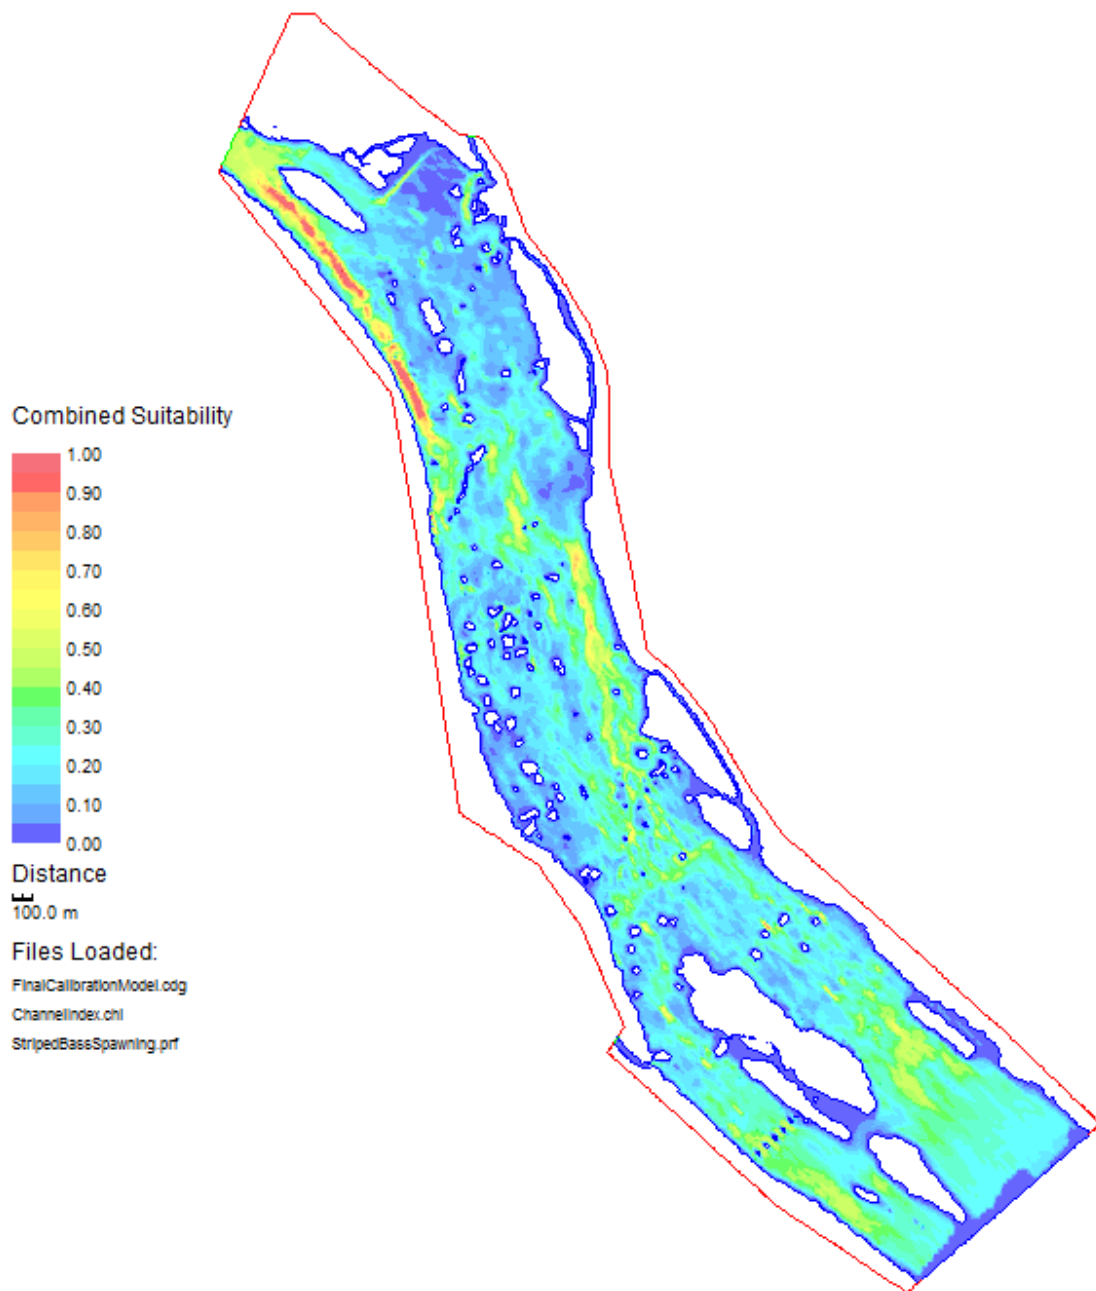 Combined Suitability
1.00
0.90
0.80
0.70
0.60
0.50
0.40
0.30
0.20
0.10
0.00
Distance
100.0 m
Files Loaded:
FinalCalibrationModel.cdg
ChannelIndex.chi
StripedBassSpawning.prf